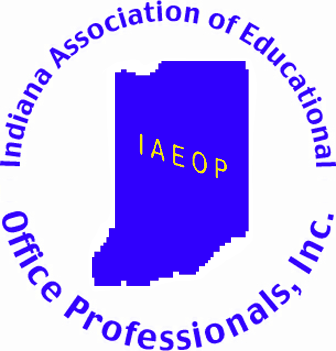 Indiana Association of Educational
IAEOP
Office Professionals, Inc.